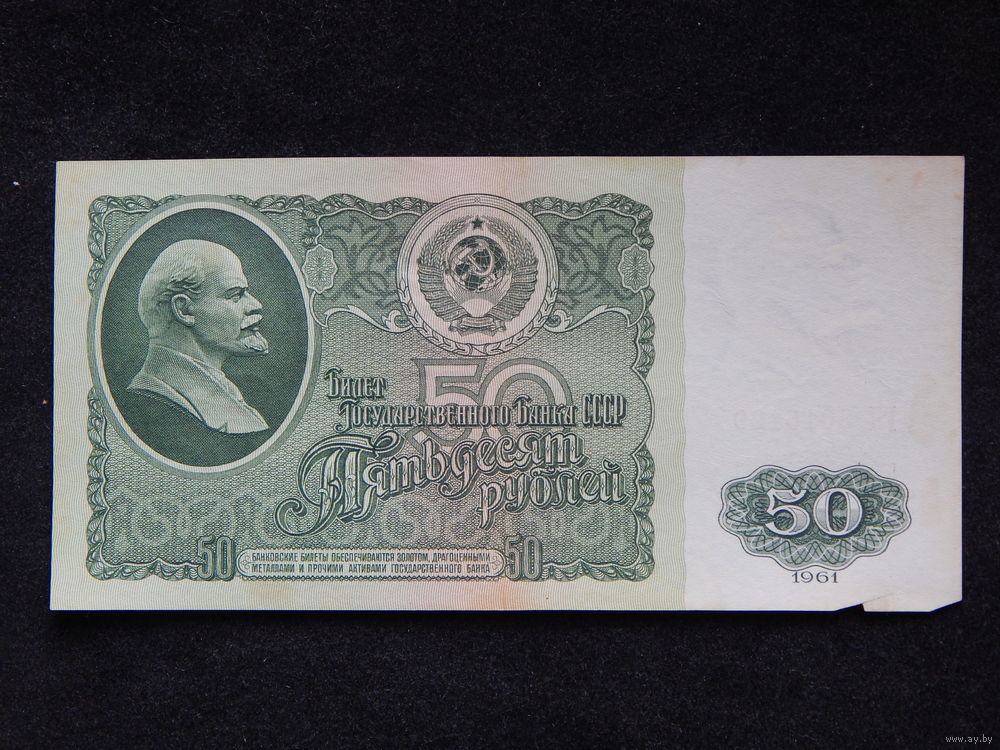 50
Билет
Государственного Банка СССР
Пятьдесят
рублей
50
БАНКОВСКИЕ БИЛЕТЫ ОБЕСПЕЧИВАЮТСЯ ЗОЛОТОМ, ДРАГОЦЕННЫМИ
МЕТАЛЛАМИ И ПРОЧИМИ АКТИВАМИ ГОСУДАРСТВЕННОГО БАНКА
50
50
1961
www.ay.by